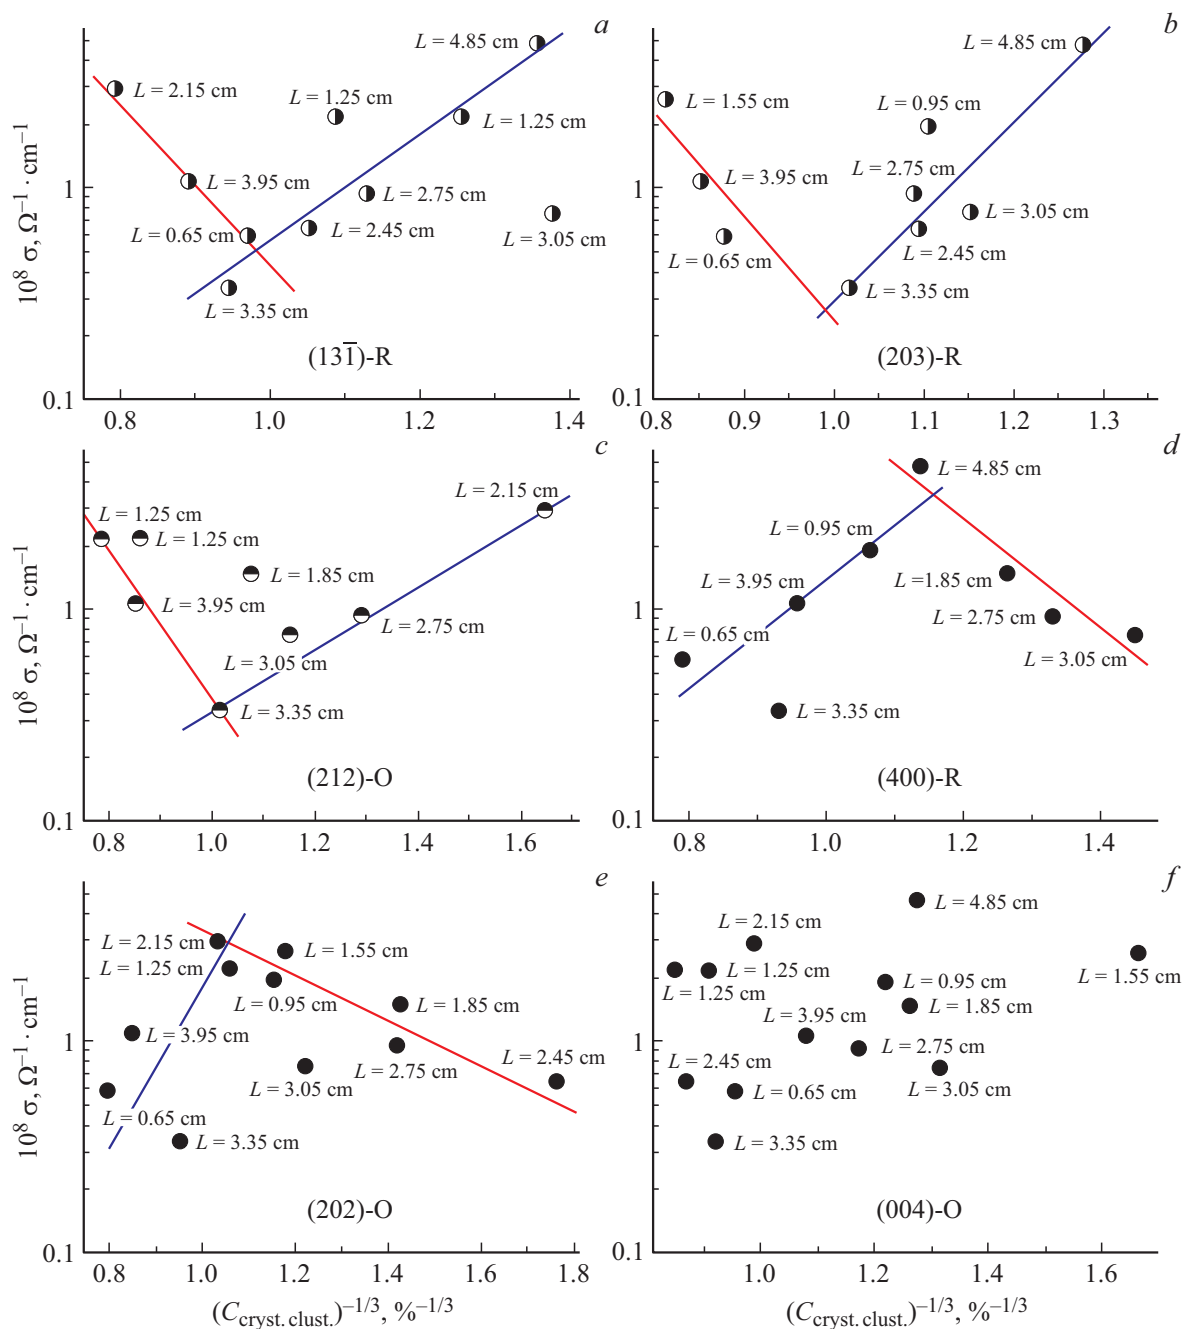 a
10⁸ σ, Ω⁻¹ · cm⁻¹
1
0.1
L = 4.85 cm
L = 2.15 cm
L = 1.25 cm
L = 1.25 cm
L = 3.95 cm
L = 2.75 cm
L = 0.65 cm
L = 2.45 cm
L = 3.05 cm
L = 3.35 cm
(131̅)-R
0.8 1.0 1.2 1.4
b
L = 4.85 cm
L = 1.55 cm
L = 0.95 cm
L = 3.95 cm
L = 2.75 cm
L = 3.05 cm
L = 0.65 cm
L = 2.45 cm
L = 3.35 cm
(203)-R
0.8 0.9 1.0 1.1 1.2 1.3
c
10⁸ σ, Ω⁻¹ · cm⁻¹
1
0.1
L = 2.15 cm
L = 1.25 cm
L = 1.25 cm
L = 1.85 cm
L = 3.95 cm
L = 2.75 cm
L = 3.05 cm
L = 3.35 cm
(212)-O
0.8 1.0 1.2 1.4 1.6
d
L = 4.85 cm
L = 0.95 cm
L = 3.95 cm
L =1.85 cm
L = 0.65 cm
L = 2.75 cm
L = 3.05 cm
L = 3.35 cm
(400)-R
0.8 1.0 1.2 1.4
e
10⁸ σ, Ω⁻¹ · cm⁻¹
1
0.1
L = 2.15 cm
L = 1.55 cm
L = 1.25 cm
L = 0.95 cm
L = 1.85 cm
L = 3.95 cm
L = 2.45 cm
L = 3.05 cm
L = 2.75 cm
L = 0.65 cm
L = 3.35 cm
(202)-O
0.8 1.0 1.2 1.4 1.6 1.8
(C cryst. clust.)⁻¹/³, %⁻¹/³
f
L = 4.85 cm
L = 2.15 cm
L = 1.25 cm
L = 1.25 cm
L = 0.95 cm
L = 1.55 cm
L = 3.95 cm
L = 1.85 cm
L = 2.45 cm
L = 2.75 cm
L = 0.65 cm
L = 3.05 cm
L = 3.35 cm
(004)-O
1.0 1.2 1.4 1.6
(C cryst. clust.)⁻¹/³, %⁻¹/³